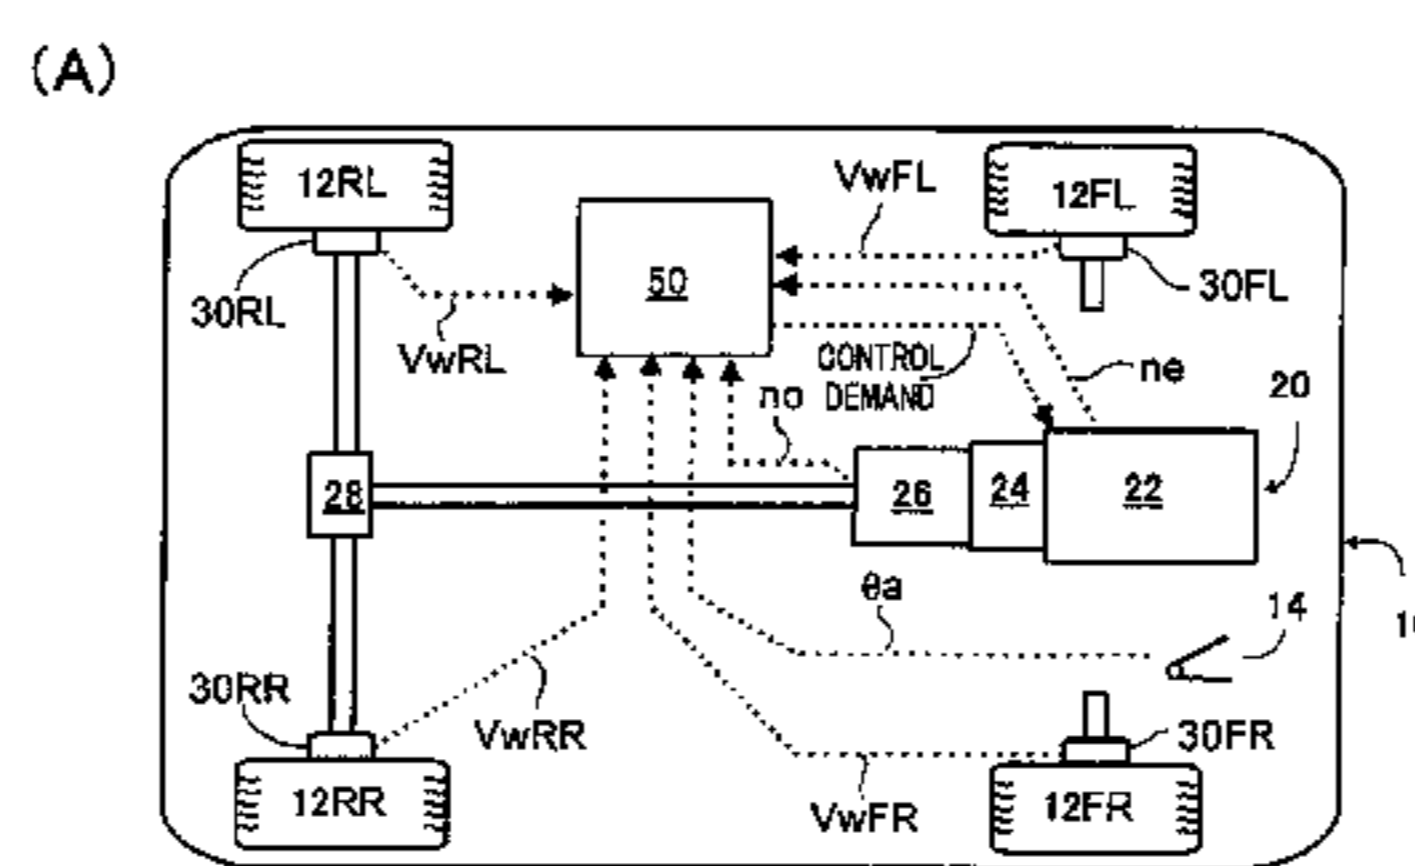 (A)
12RL
VwFL
12FL
50
30RL
30FL
VwRL
CONTROL
DEMAND
ne
no
20
28
26
24
22
θa
14
30RR
VwRR
30FR
12RR
VwFR
12FR